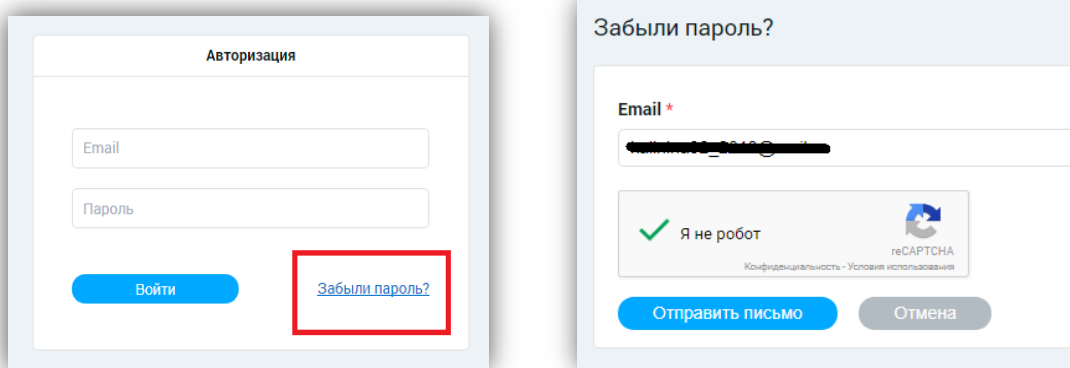 Авторизация
Email
Пароль
Войти
Забыли пароль?
Забыли пароль?
Email *
Я не робот
reCAPTCHA
Конфиденциальность - Условия использования
Отправить письмо
Отмена